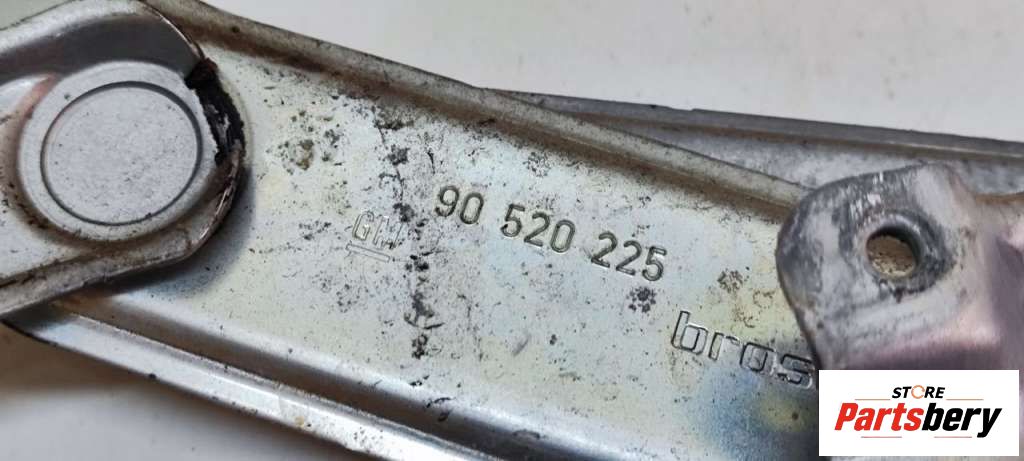 90 520 225
GM
bros
STORE
Partsbery